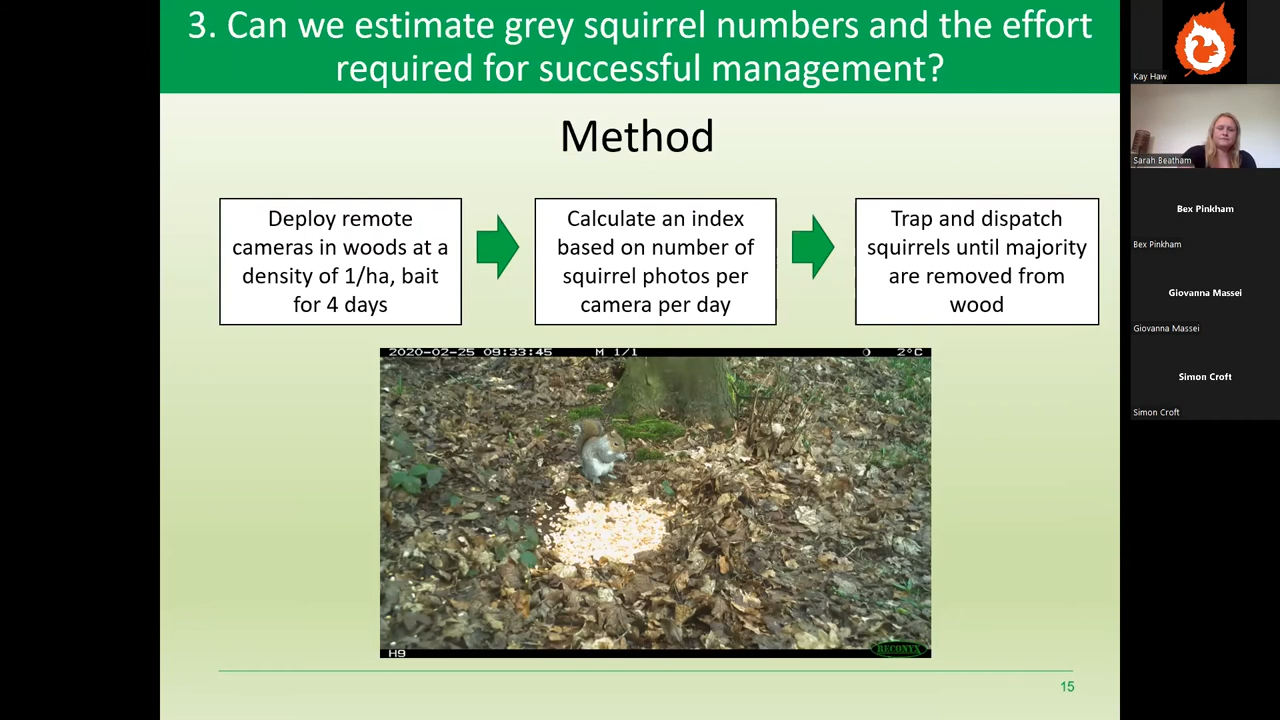 3. Can we estimate grey squirrel numbers and the effort
required for successful management?
Method
Deploy remote
cameras in woods at a
density of 1/ha, bait
for 4 days
Calculate an index
based on number of
squirrel photos per
camera per day
Trap and dispatch
squirrels until majority
are removed from
wood
2020-02-25 09:33:45 M 1/1 2°C
H9
RECONYX
15
Kay Haw
Sarah Beatham
Bex Pinkham
Bex Pinkham
Giovanna Massei
Giovanna Massei
Simon Croft
Simon Croft